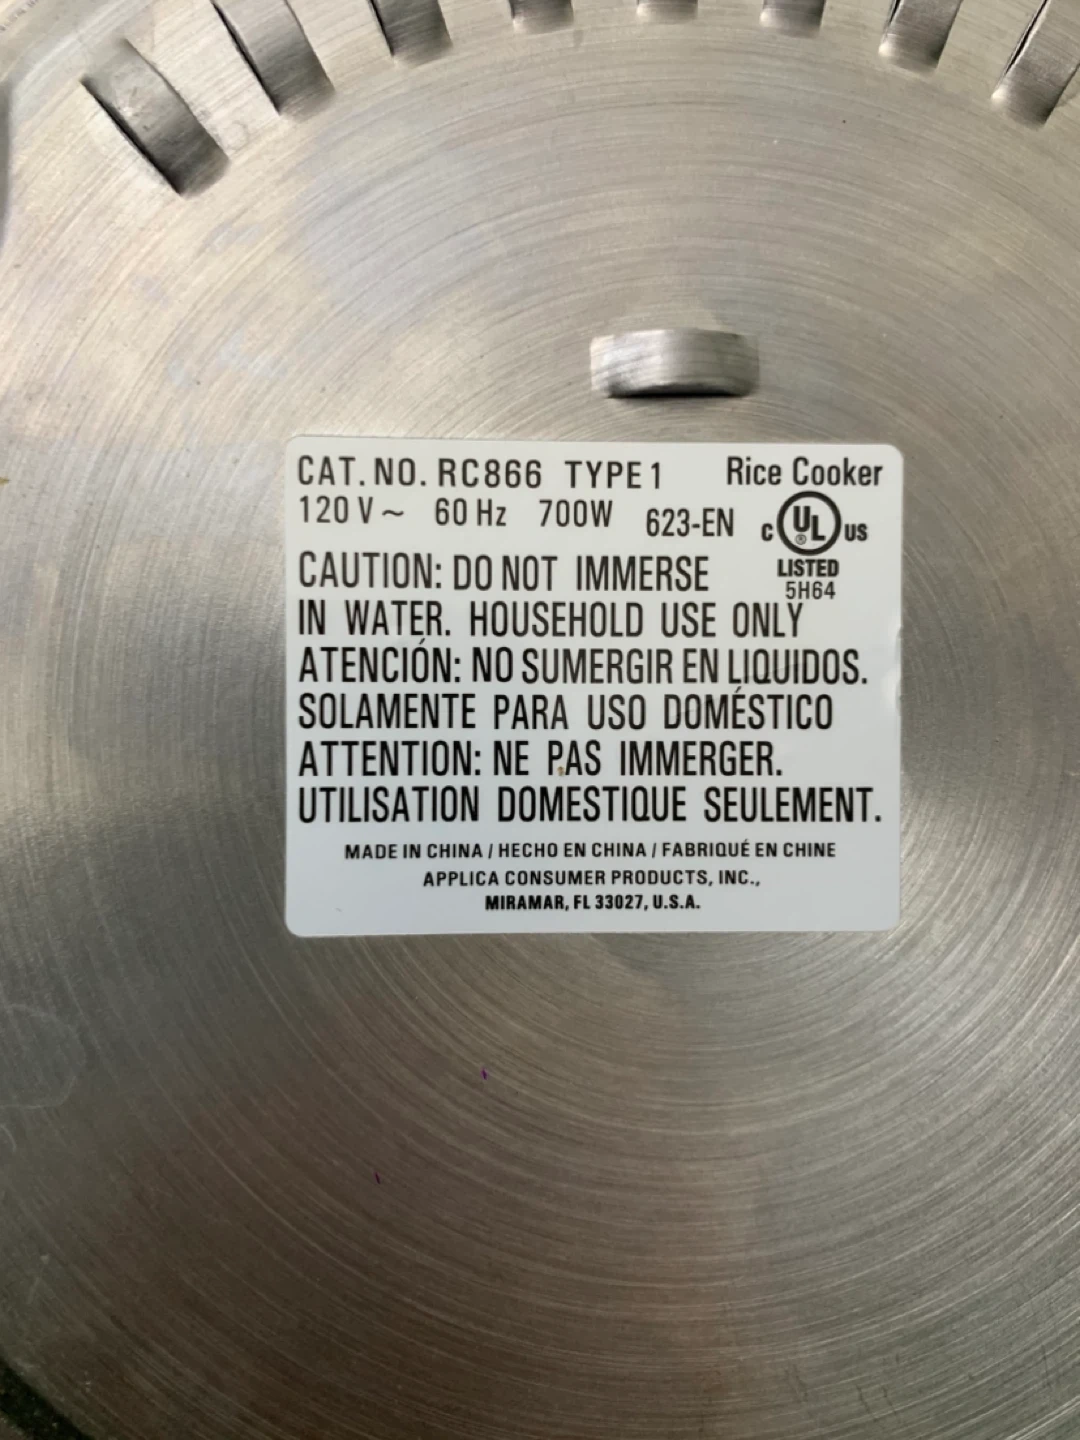 CAT. NO. RC866 TYPE 1 Rice Cooker
120 V ~ 60 Hz 700W 623-EN
C UL ® US
LISTED
5H64
CAUTION: DO NOT IMMERSE
IN WATER. HOUSEHOLD USE ONLY
ATENCIÓN: NO SUMERGIR EN LIQUIDOS.
SOLAMENTE PARA USO DOMÉSTICO
ATTENTION: NE PAS IMMERGER.
UTILISATION DOMESTIQUE SEULEMENT.
MADE IN CHINA / HECHO EN CHINA / FABRIQUÉ EN CHINE
APPLICA CONSUMER PRODUCTS, INC.,
MIRAMAR, FL 33027, U.S.A.